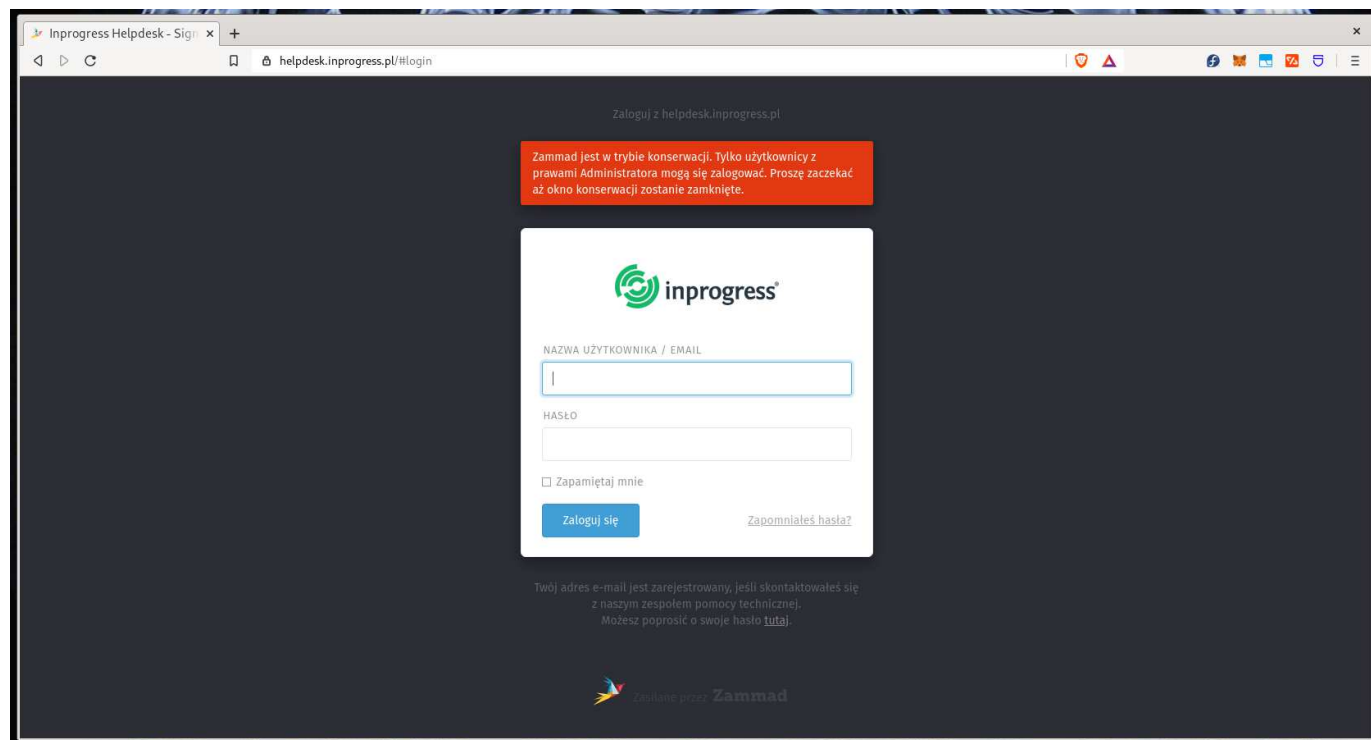 Inprogress Helpdesk - Sign
helpdesk.inprogress.pl/#login
Zaloguj z helpdesk.inprogress.pl
Zammad jest w trybie konserwacji. Tylko użytkownicy z
prawami Administratora mogą się zalogować. Proszę zaczekać
aż okno konserwacji zostanie zamknięte.
inprogress®
NAZWA UŻYTKOWNIKA / EMAIL
HASŁO
Zapamiętaj mnie
Zaloguj się
Zapomniałeś hasła?
Twój adres e-mail jest zarejestrowany, jeśli skontaktowałeś się
z naszym zespołem pomocy technicznej.
Możesz poprosić o swoje hasło tutaj.
Zasilane przez Zammad